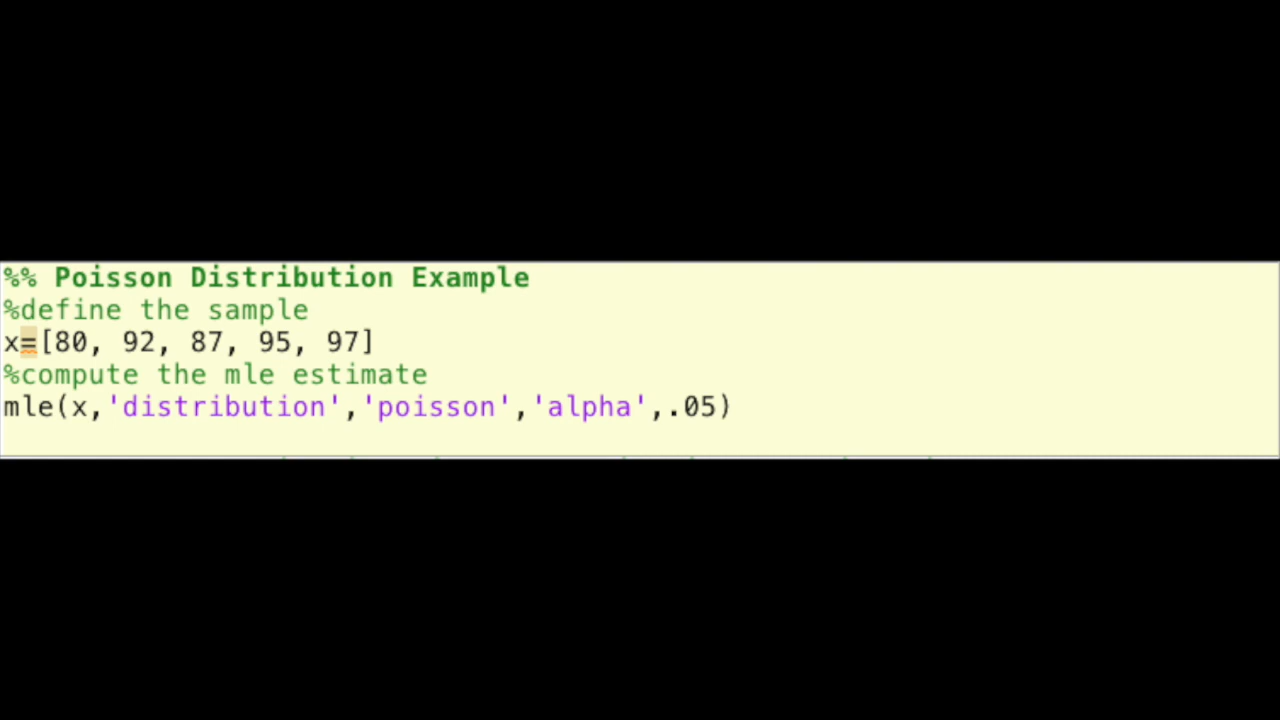 %% Poisson Distribution Example
%define the sample
x=[80, 92, 87, 95, 97]
%compute the mle estimate
mle(x,'distribution','poisson','alpha',.05)